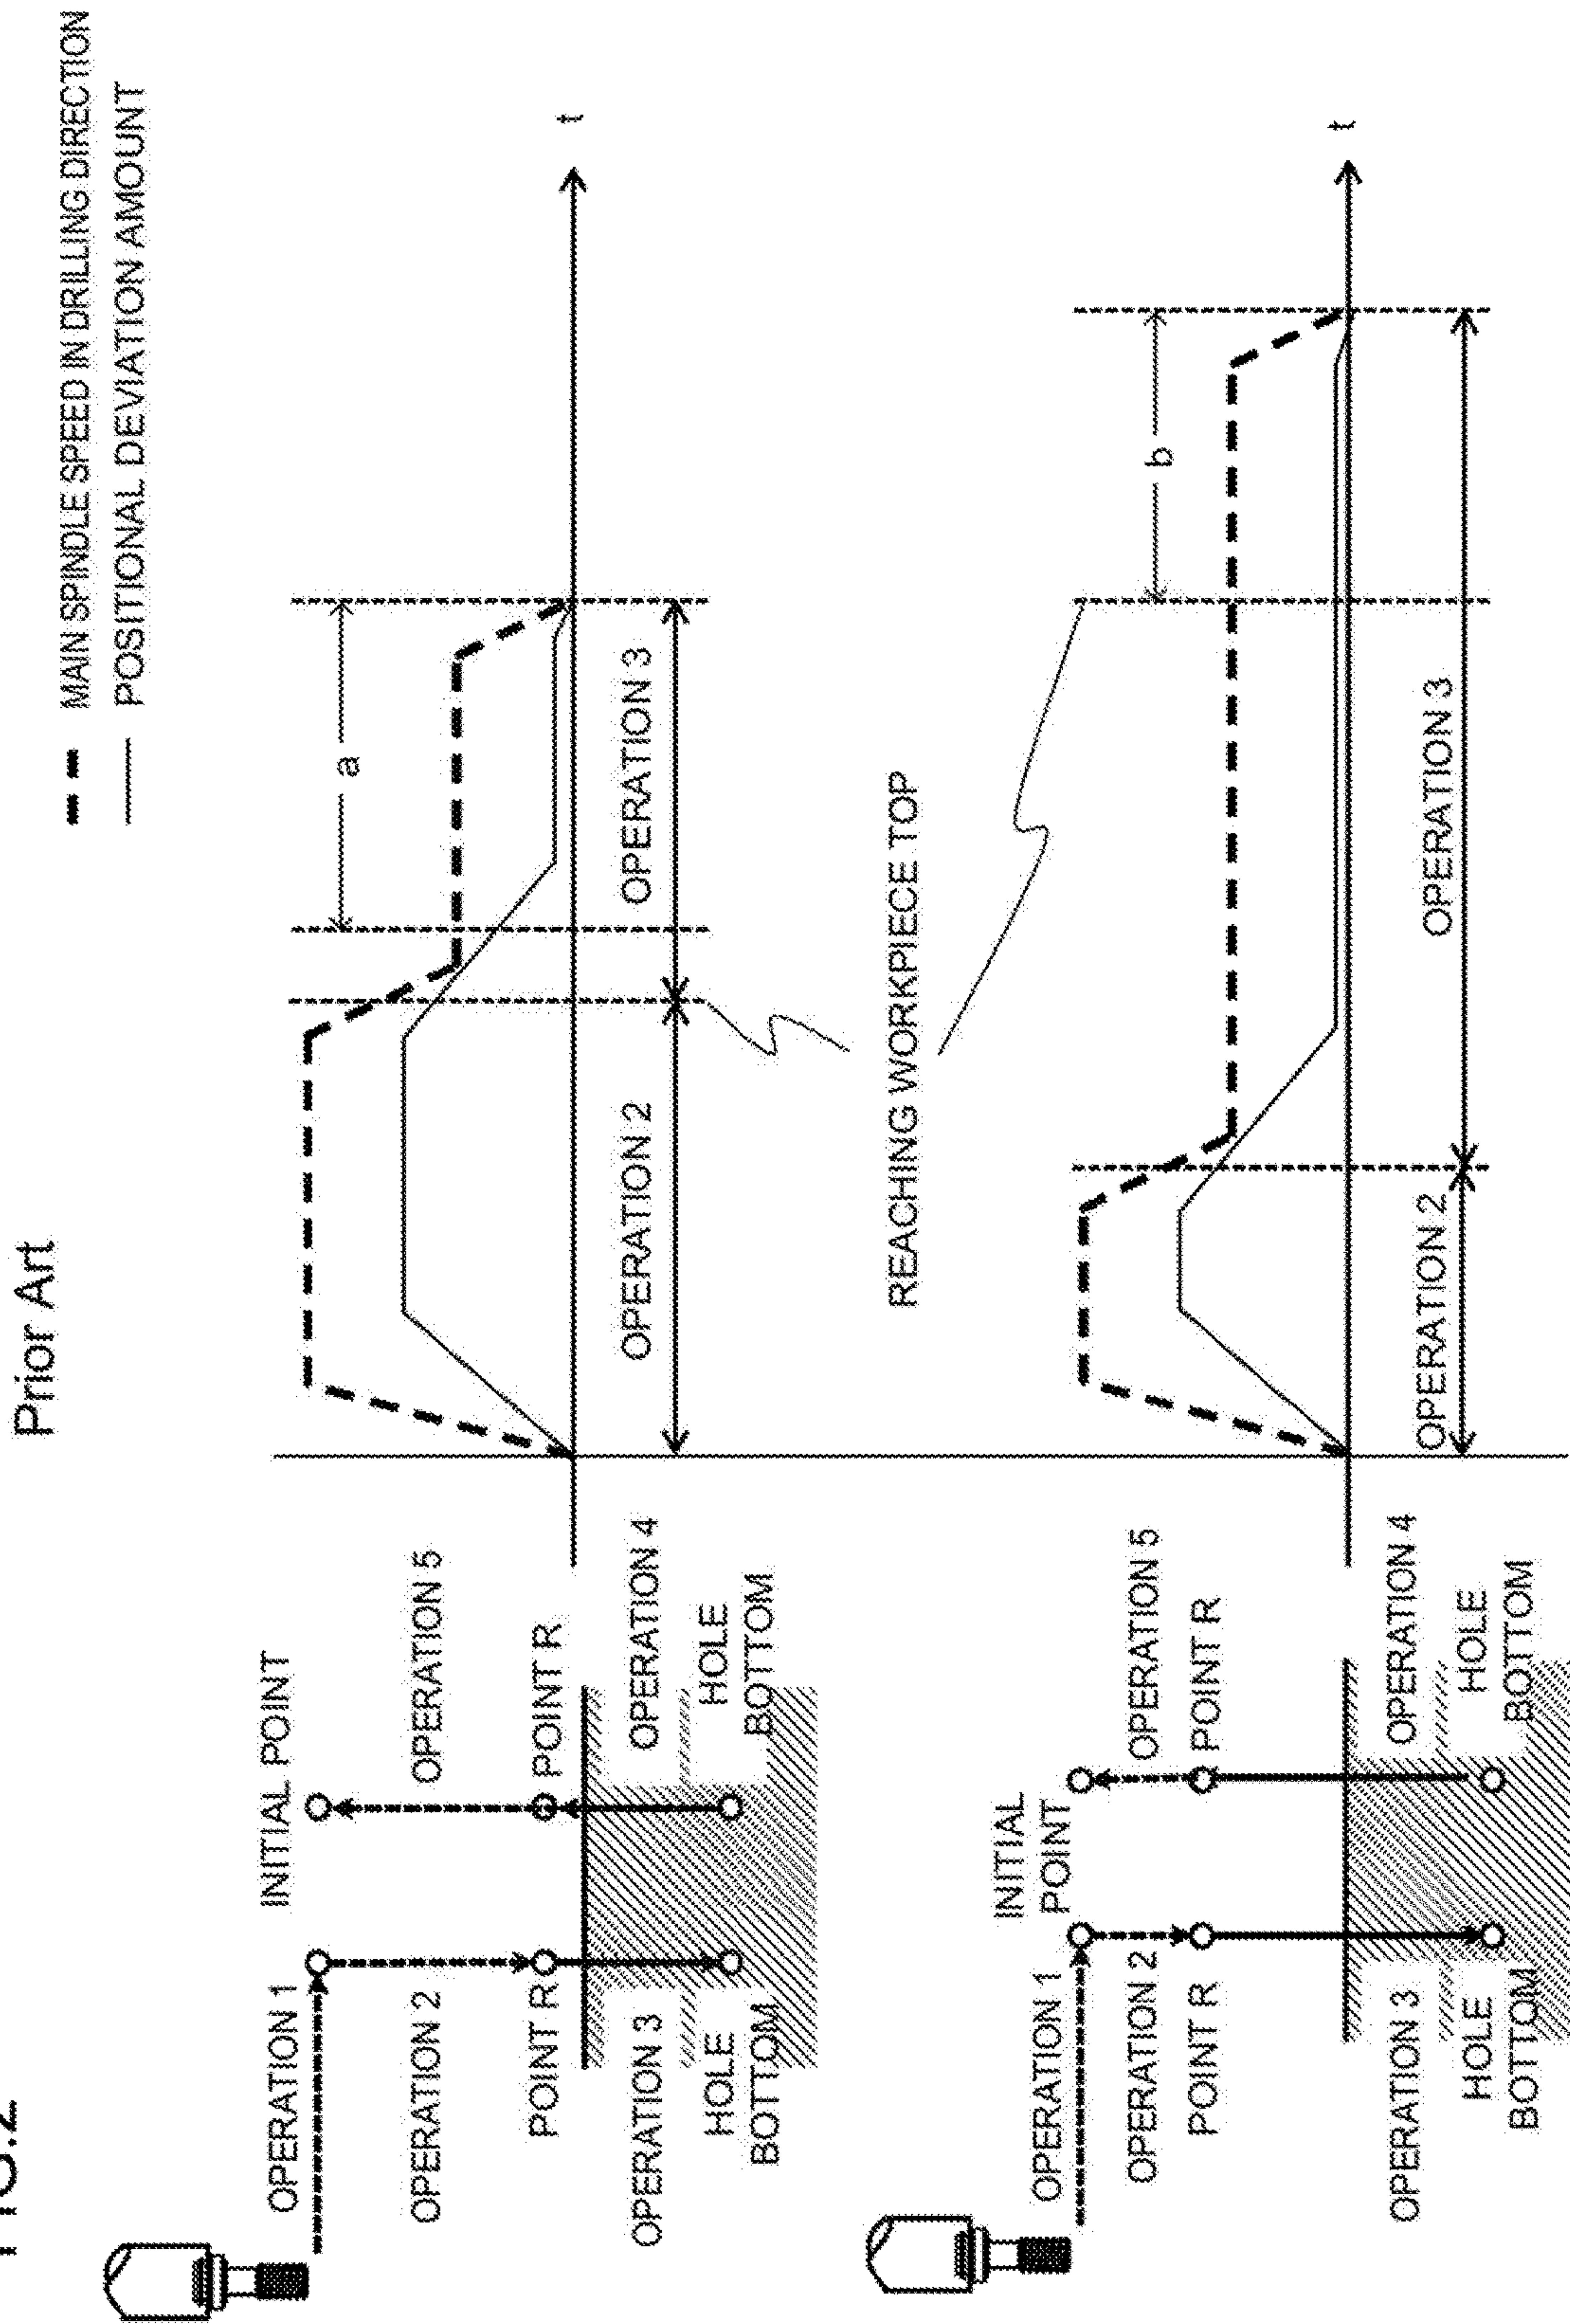 FIG.2
Prior Art
MAIN SPINDLE SPEED IN DRILLING DIRECTION
POSITIONAL DEVIATION AMOUNT
OPERATION 1
INITIAL POINT
OPERATION 2
OPERATION 5
POINT R
POINT R
OPERATION 3
OPERATION 4
HOLE
BOTTOM
HOLE
BOTTOM
a
t
OPERATION 2
OPERATION 3
REACHING WORKPIECE TOP
OPERATION 1
INITIAL
POINT
OPERATION 2
OPERATION 5
POINT R
POINT R
OPERATION 3
OPERATION 4
HOLE
BOTTOM
HOLE
BOTTOM
b
t
OPERATION 2
OPERATION 3